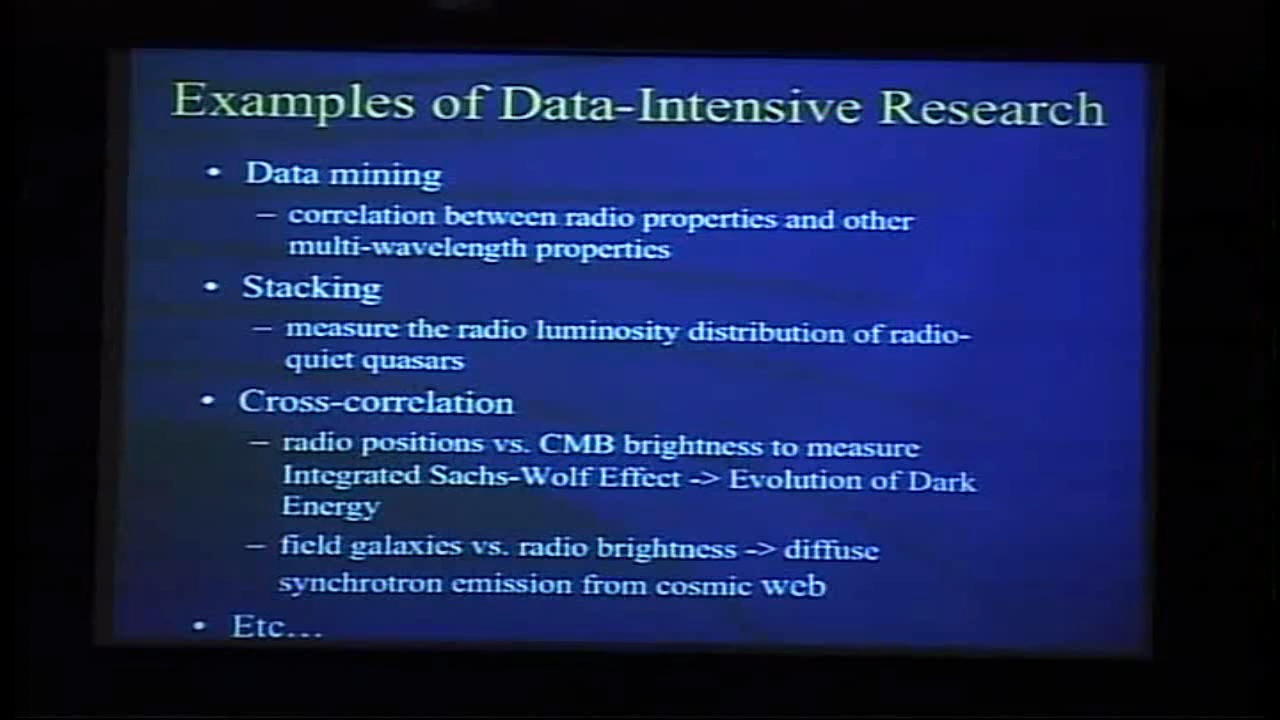 Examples of Data-Intensive Research
• Data mining
– correlation between radio properties and other
multi-wavelength properties
• Stacking
– measure the radio luminosity distribution of radio-
quiet quasars
• Cross-correlation
– radio positions vs. CMB brightness to measure
Integrated Sachs-Wolf Effect -> Evolution of Dark
Energy
– field galaxies vs. radio brightness -> diffuse
synchrotron emission from cosmic web
• Etc...